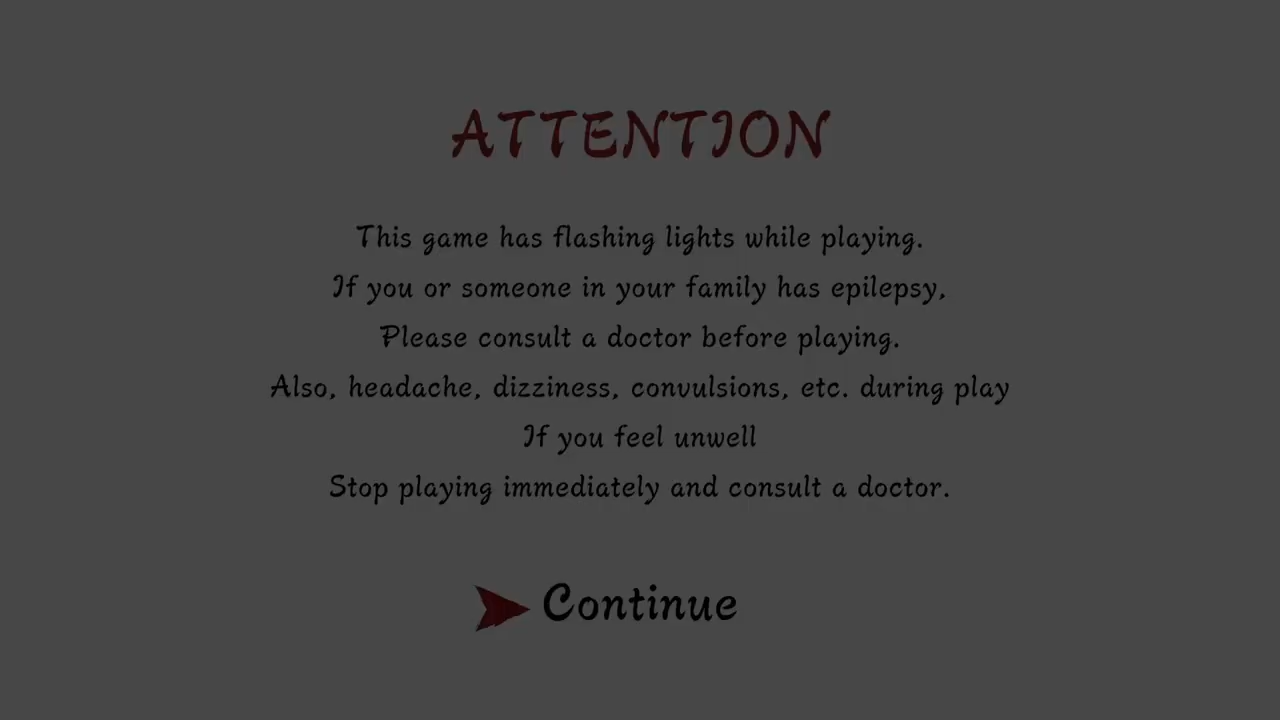 ATTENTION
This game has flashing lights while playing.
If you or someone in your family has epilepsy,
Please consult a doctor before playing.
Also, headache, dizziness, convulsions, etc. during play
If you feel unwell
Stop playing immediately and consult a doctor.
Continue